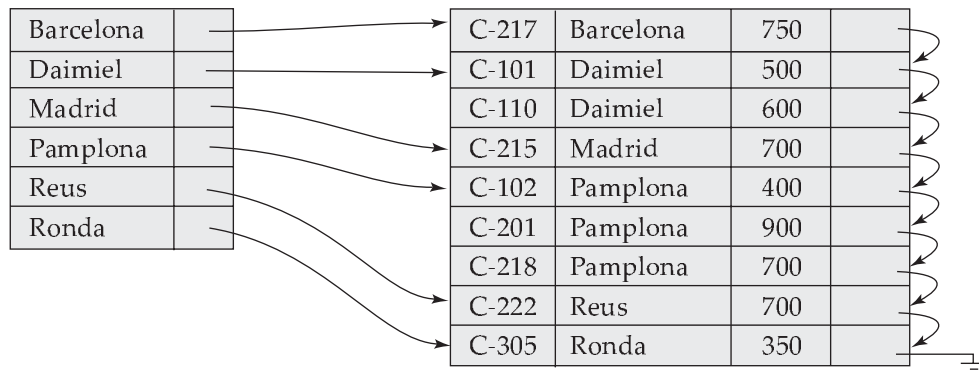 Barcelona
Daimiel
Madrid
Pamplona
Reus
Ronda
C-217 Barcelona 750
C-101 Daimiel 500
C-110 Daimiel 600
C-215 Madrid 700
C-102 Pamplona 400
C-201 Pamplona 900
C-218 Pamplona 700
C-222 Reus 700
C-305 Ronda 350